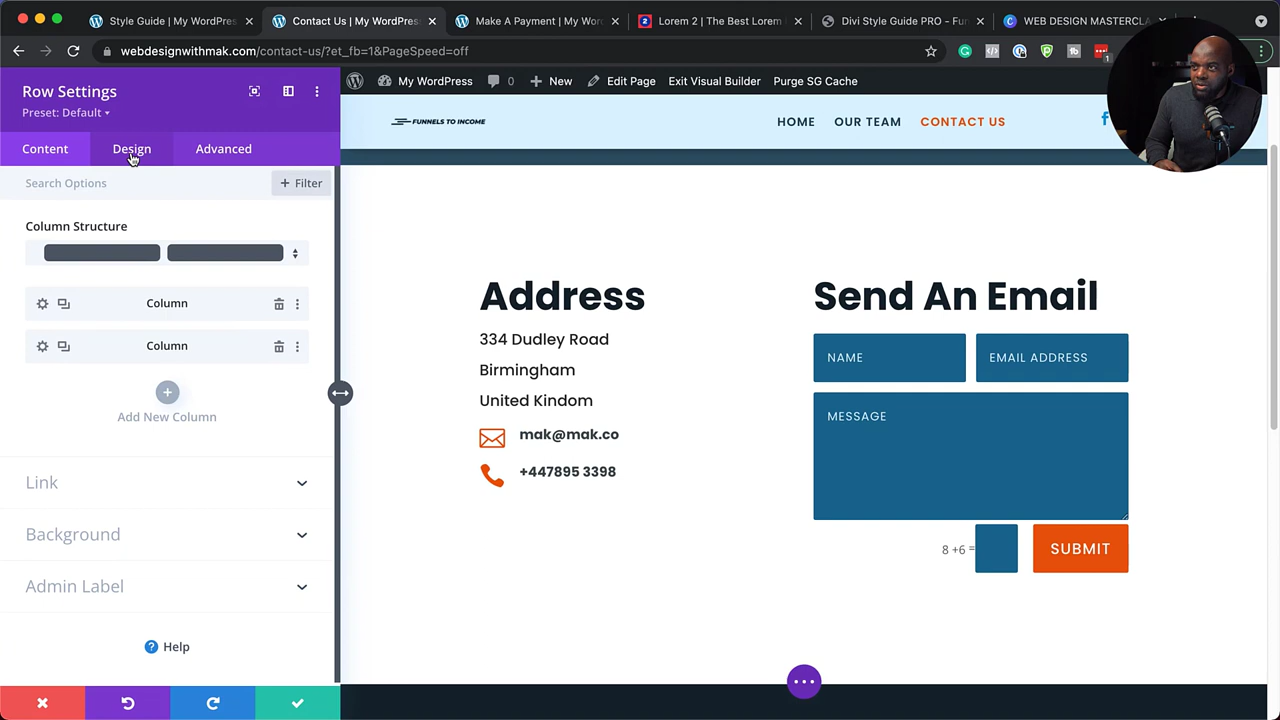 Style Guide | My WordPress
Contact Us | My WordPres
Make A Payment | My Wo
Lorem 2 | The Best Lorem
Divi Style Guide PRO - Fun
WEB DESIGN MASTERCLA
webdesignwithmak.com/contact-us/?et_fb=1&PageSpeed=off
1
Row Settings
Preset: Default
My WordPress
0
New
Edit Page
Exit Visual Builder
Purge SG Cache
FUNNELS TO INCOME
HOME
OUR TEAM
CONTACT US
Content
Design
Advanced
Search Options
+ Filter
Column Structure
Column
Column
Add New Column
Link
Background
Admin Label
Help
Address
334 Dudley Road
Birmingham
United Kindom
mak@mak.co
+447895 3398
Send An Email
NAME
EMAIL ADDRESS
MESSAGE
8 +6 =
SUBMIT